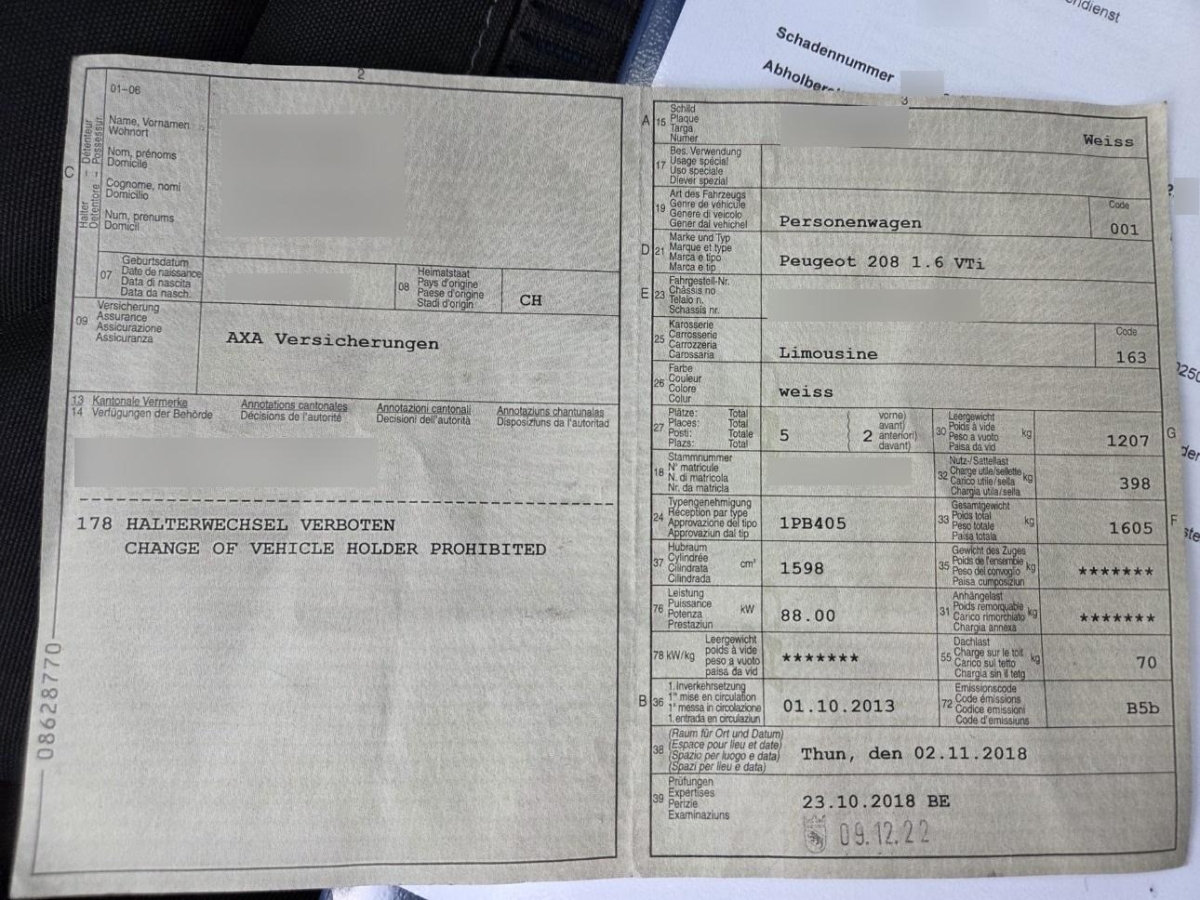 endienst
Schadennummer
2
01-06
Halter - Détenteur
Detentore - Possessur
Name, Vornamen
Wohnort
C
Nom, prénoms
Domicile
Cognome, nomi
Domicilio
Num, prenums
Domicil
07
Geburtsdatum
Date de naissance
Data di nascita
Data da nasch.
08
Heimatstaat
Pays d'origine
Paese d'origine
Stadi d'origin
CH
09
Versicherung
Assurance
Assicurazione
Assicuranza
AXA Versicherungen
13 Kantonale Vermerke
14 Verfügungen der Behörde
Annotations cantonales
Décisions de l'autorité
Annotazioni cantonali
Decisioni dell'autorità
Annotaziuns chantunalas
Disposiziuns da l'autoritad
178 HALTERWECHSEL VERBOTEN
CHANGE OF VEHICLE HOLDER PROHIBITED
08628770
3
A 15 Schild
Plaque
Targa
Numer
Weiss
17 Bes. Verwendung
Usage spécial
Uso speciale
Diever spezial
19 Art des Fahrzeugs
Genre de véhicule
Genere di veicolo
Gener dal vehichel
Personenwagen
Code
001
D 21 Marke und Typ
Marque et type
Marca e tipo
Marca e tip
Peugeot 208 1.6 VTi
E 23 Fahrgestell-Nr.
Châssis no
Telaio n.
Schassis nr.
25 Karosserie
Carrosserie
Carrozzeria
Carossaria
Limousine
Code
163
26 Farbe
Couleur
Colore
Colur
weiss
27 Plätze: Total
Places: Total
Posti: Totale
Plazs: Total
5
2
vorne)
avant)
anteriori)
davant)
30 Leergewicht
Poids à vide
Peso a vuoto
Paisa da vid
kg
1207
G
18 Stammnummer
N° matricule
N. di matricola
Nr. da matricla
32 Nutz-/Sattellast
Charge utile/sellette
Carico utile/sella
Chargia utila/sella
kg
398
24 Typengenehmigung
Réception par type
Approvazione del tipo
Approvaziun dal tip
1PB405
33 Gesamtgewicht
Poids total
Peso totale
Paisa totala
kg
1605
F
37 Hubraum
Cylindrée
Cilindrata
Cilindrada
cm³
1598
35 Gewicht des Zuges
Poids de l'ensemble
Peso del convoglio
Paisa cumposiziun
kg
*******
76 Leistung
Puissance
Potenza
Prestaziun
kW
88.00
31 Anhängelast
Poids remorquable
Carico rimorchiato
Chargia annexa
kg
*******
78 kW/kg
Leergewicht
poids à vide
peso a vuoto
paisa da vid
*******
55 Dachlast
Charge sur le toit
Carico sul tetto
Chargia sin il tetg
kg
70
B 36 1.Inverkehrsetzung
1re mise en circulation
1a messa in circolazione
1.entrada en circulaziun
01.10.2013
72 Emissionscode
Code émissions
Codice emissioni
Code d'emissiuns
B5b
38 (Raum für Ort und Datum)
(Espace pour lieu et date)
(Spazio per luogo e data)
(Spazi per lieu e data)
Thun, den 02.11.2018
39 Prüfungen
Expertises
Perizie
Examinaziuns
23.10.2018 BE
09.12.22